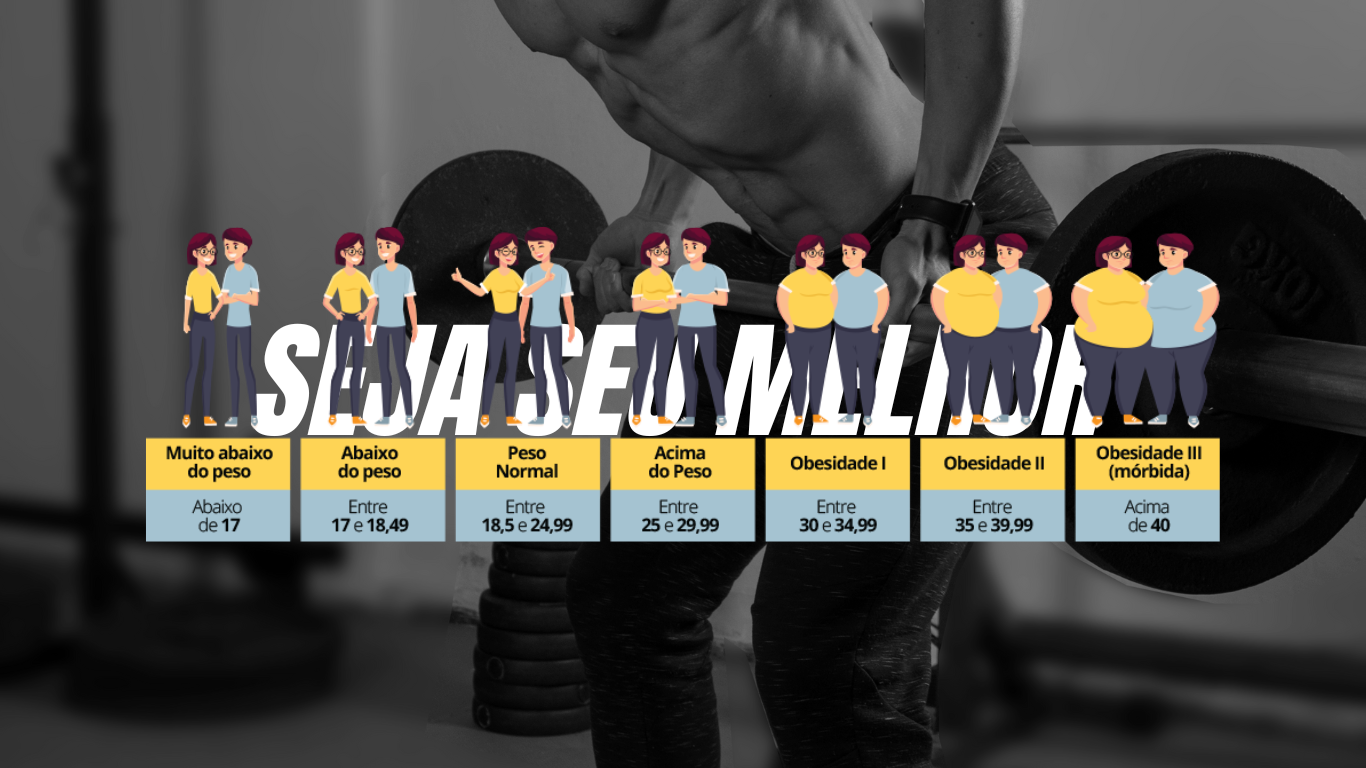 SEJA SEU MELHOR
Muito abaixo
do peso
Abaixo
de 17
Abaixo
do peso
Entre
17 e 18,49
Peso
Normal
Entre
18,5 e 24,99
Acima
do Peso
Entre
25 e 29,99
Obesidade I
Entre
30 e 34,99
Obesidade II
Entre
35 e 39,99
Obesidade III
(mórbida)
Acima
de 40
10KG